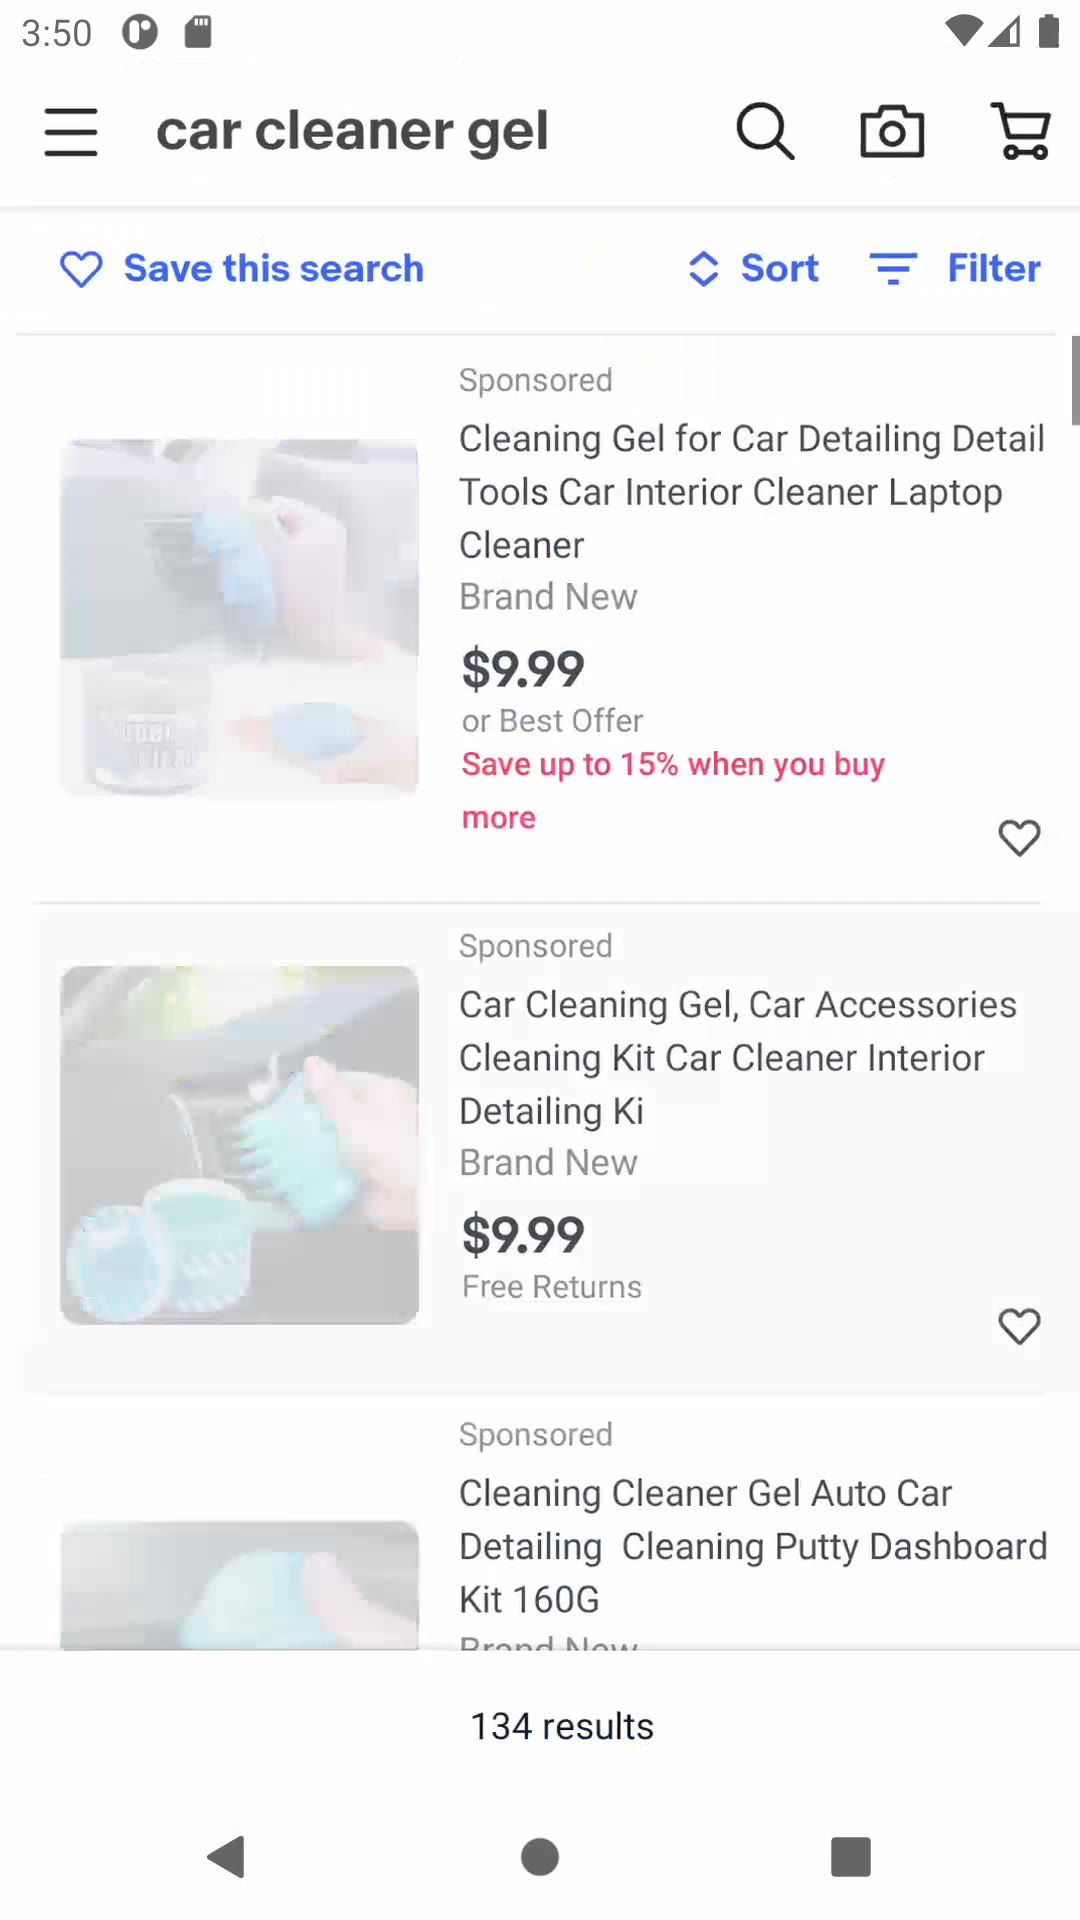 3:50
car cleaner gel
Save this search
Sort
Filter
Sponsored
Cleaning Gel for Car Detailing Detail
Tools Car Interior Cleaner Laptop
Cleaner
Brand New
$9.99
or Best Offer
Save up to 15% when you buy
more
Sponsored
Car Cleaning Gel, Car Accessories
Cleaning Kit Car Cleaner Interior
Detailing Ki
Brand New
$9.99
Free Returns
Sponsored
Cleaning Cleaner Gel Auto Car
Detailing  Cleaning Putty Dashboard
Kit 160G
Brand New
134 results